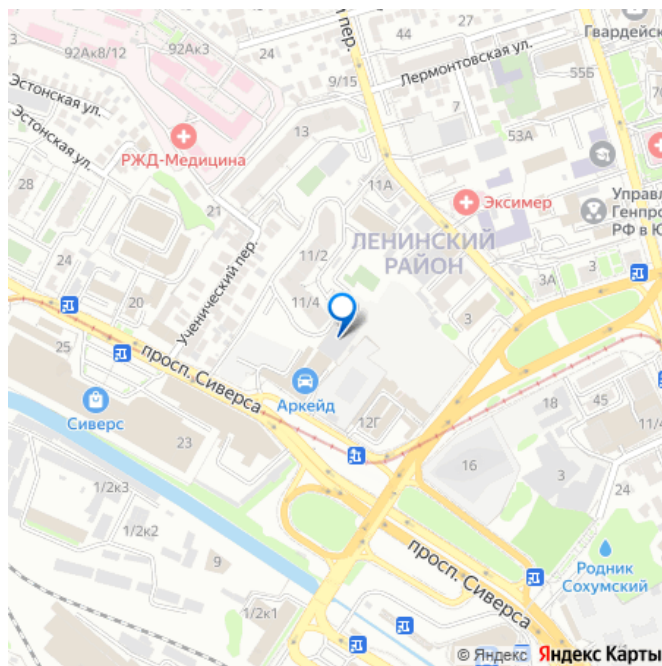 92Ак8/12
92Ак3
24
27
пер.
44
Гвардейс
Лермонтовская ул.
55Б
9/15
7
Эстонская ул.
Эстонская ул.
РЖД-Медицина
13
53А
11А
Эксимер
28
21
Управл
Генпро
РФ в Ю
Ученический пер.
11/2
ЛЕНИНСКИЙ
РАЙОН
24
20
11/4
3А
3
3
25
просп. Сиверса
Аркейд
Сиверс
12Г
18
45
11/4
23
16
3
24
1/2к3
1/2к2
9
просп. Сиверса
Родник
Сохумский
1/2к1
© Яндекс
Яндекс Карты